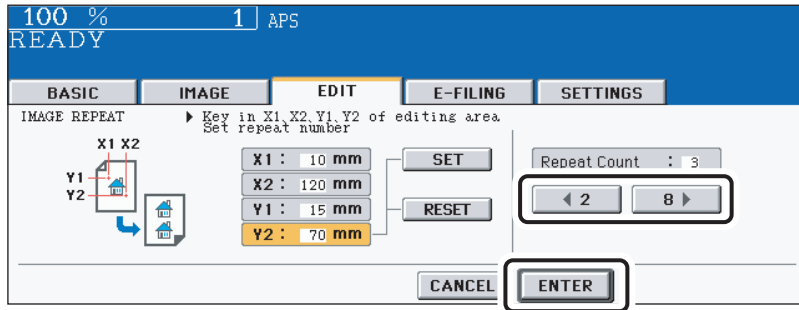 100 % 1 APS
READY
BASIC IMAGE EDIT E-FILING SETTINGS
IMAGE REPEAT ▶ Key in X1,X2,Y1,Y2 of editing area
Set repeat number
X1 X2
Y1
Y2
X1 : 10 mm
X2 : 120 mm
Y1 : 15 mm
Y2 : 70 mm
SET
RESET
Repeat Count : 3
◀ 2 8 ▶
CANCEL ENTER